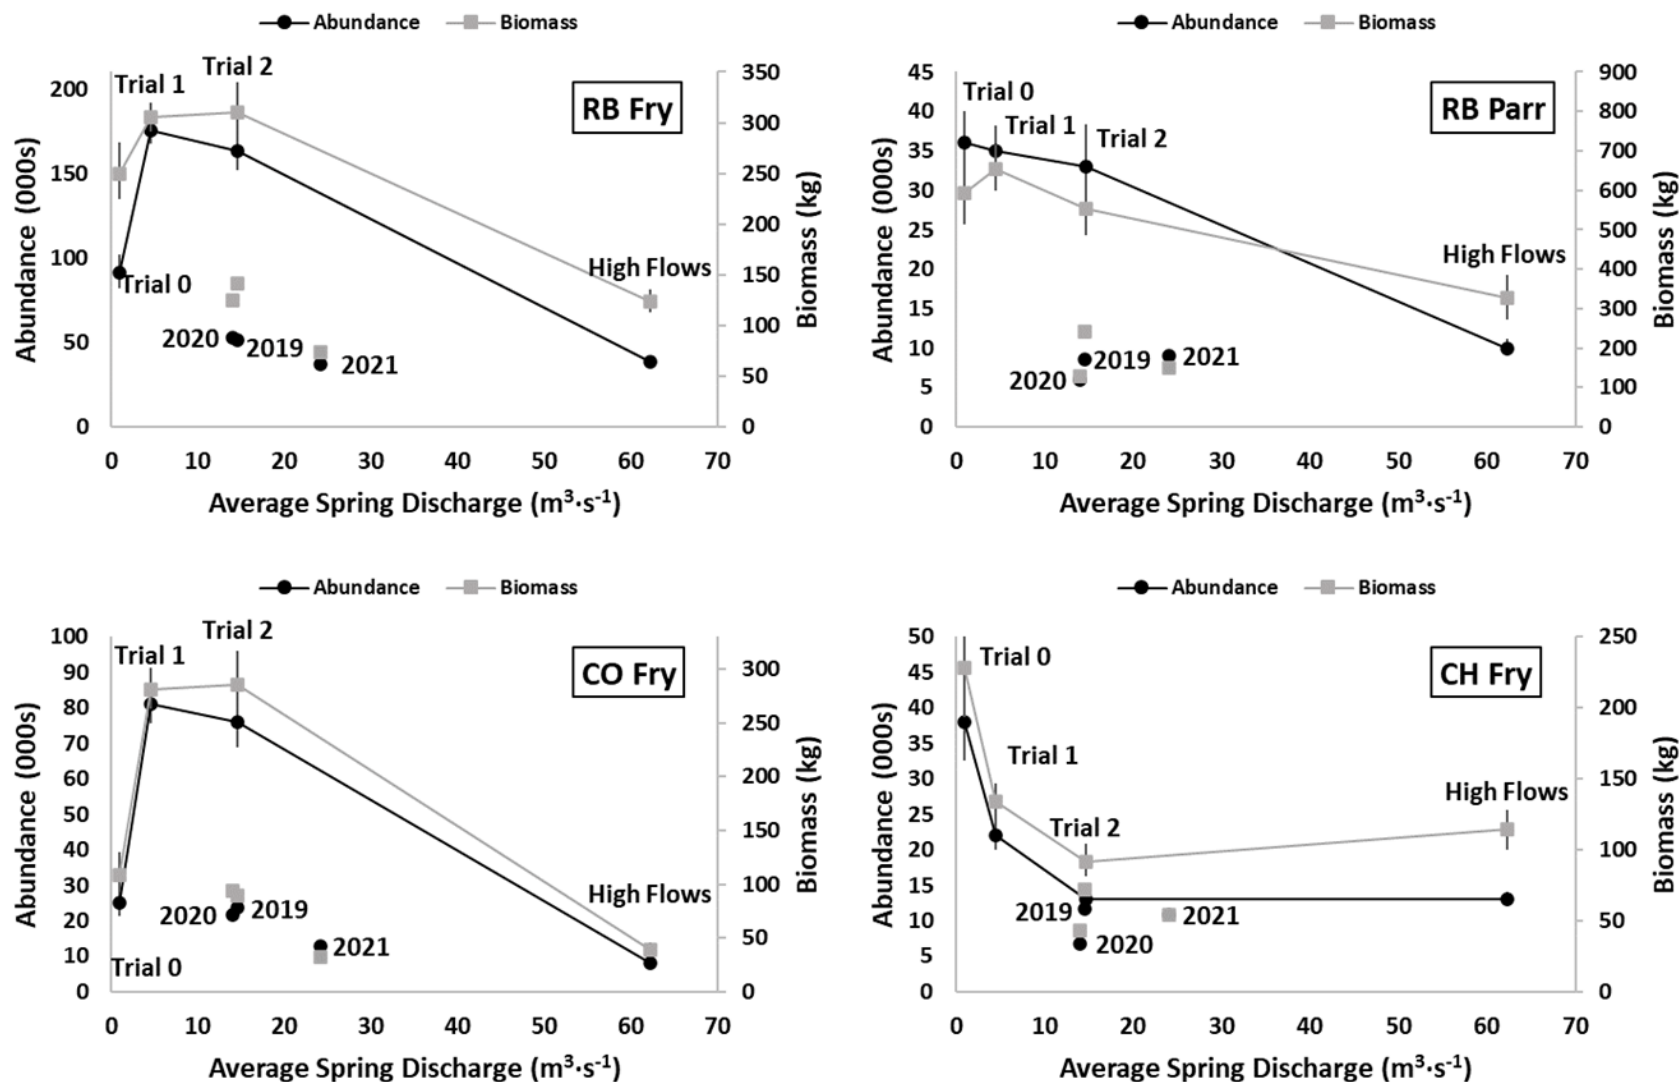 Abundance Biomass
RB Fry
Abundance (000s)
200
150
100
50
0
Trial 1
Trial 2
Trial 0
2020
2019
2021
High Flows
350
300
250
200
150
100
50
0
Biomass (kg)
0 10 20 30 40 50 60 70
Average Spring Discharge (m³·s⁻¹)
Abundance Biomass
RB Parr
Abundance (000s)
45
40
35
30
25
20
15
10
5
0
Trial 0
Trial 1
Trial 2
High Flows
2019
2021
2020
900
800
700
600
500
400
300
200
100
0
Biomass (kg)
0 10 20 30 40 50 60 70
Average Spring Discharge (m³·s⁻¹)
Abundance Biomass
CO Fry
Abundance (000s)
100
90
80
70
60
50
40
30
20
10
0
Trial 2
Trial 1
High Flows
2020
2019
2021
Trial 0
300
250
200
150
100
50
0
Biomass (kg)
0 10 20 30 40 50 60 70
Average Spring Discharge (m³·s⁻¹)
Abundance Biomass
CH Fry
Abundance (000s)
50
45
40
35
30
25
20
15
10
5
0
Trial 0
Trial 1
Trial 2
High Flows
2019
2021
2020
250
200
150
100
50
0
Biomass (kg)
0 10 20 30 40 50 60 70
Average Spring Discharge (m³·s⁻¹)